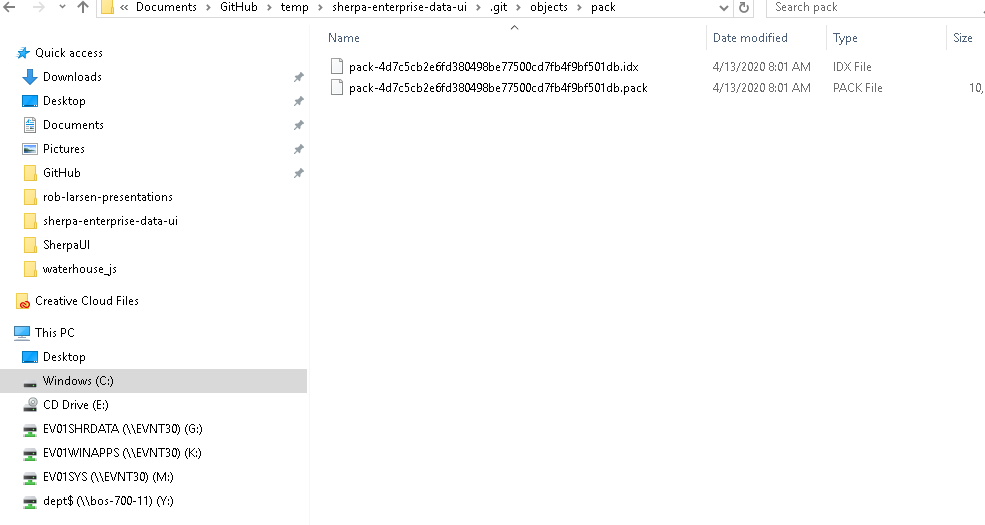 « Documents > GitHub > temp > sherpa-enterprise-data-ui > .git > objects > pack
Search pack
Name Date modified Type Size
pack-4d7c5cb2e6fd380498be77500cd7fb4f9bf501db.idx 4/13/2020 8:01 AM IDX File
pack-4d7c5cb2e6fd380498be77500cd7fb4f9bf501db.pack 4/13/2020 8:01 AM PACK File 10,
Quick access
Downloads
Desktop
Documents
Pictures
GitHub
rob-larsen-presentations
sherpa-enterprise-data-ui
SherpaUI
waterhouse_js
Creative Cloud Files
This PC
Desktop
Windows (C:)
CD Drive (E:)
EV01SHRDATA (\\EVNT30) (G:)
EV01WINAPPS (\\EVNT30) (K:)
EV01SYS (\\EVNT30) (M:)
dept$ (\\bos-700-11) (Y:)